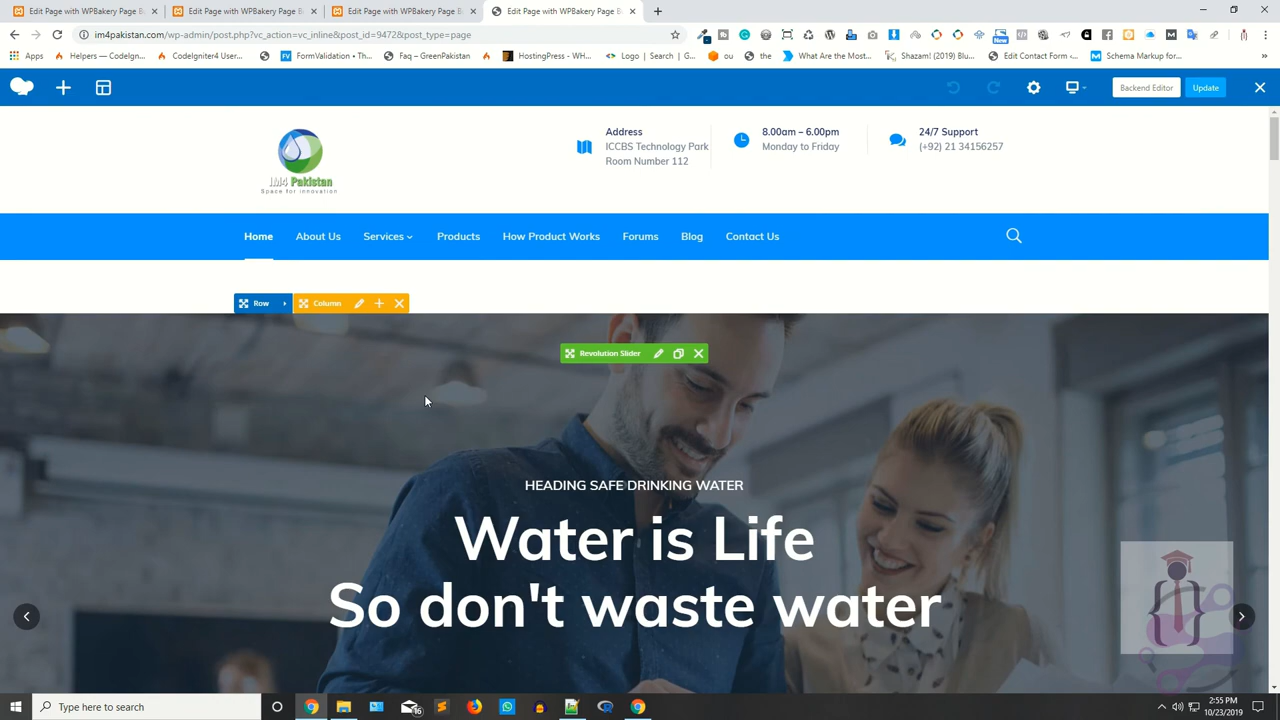 Edit Page with WPBakery Page B
Edit Page with WPBakery Page B
Edit Page with WPBakery Page B
Edit Page with WPBakery Page B
im4pakistan.com/wp-admin/post.php?vc_action=vc_inline&post_id=9472&post_type=page
Apps
Helpers — CodeIgnit...
CodeIgniter4 User...
FormValidation • Th...
Faq – GreenPakistan
HostingPress - WH...
Logo | Search | G...
ou
the
What Are the Most...
Shazam! (2019) Blu...
Edit Contact Form ‹...
Schema Markup for...
New
Backend Editor
Update
IM4 Pakistan
Space for innovation
Address
ICCBS Technology Park
Room Number 112
8.00am – 6.00pm
Monday to Friday
24/7 Support
(+92) 21 34156257
Home
About Us
Services
Products
How Product Works
Forums
Blog
Contact Us
Row
Column
Revolution Slider
HEADING SAFE DRINKING WATER
Water is Life
So don't waste water
Type here to search
16
2:55 PM
10/23/2019